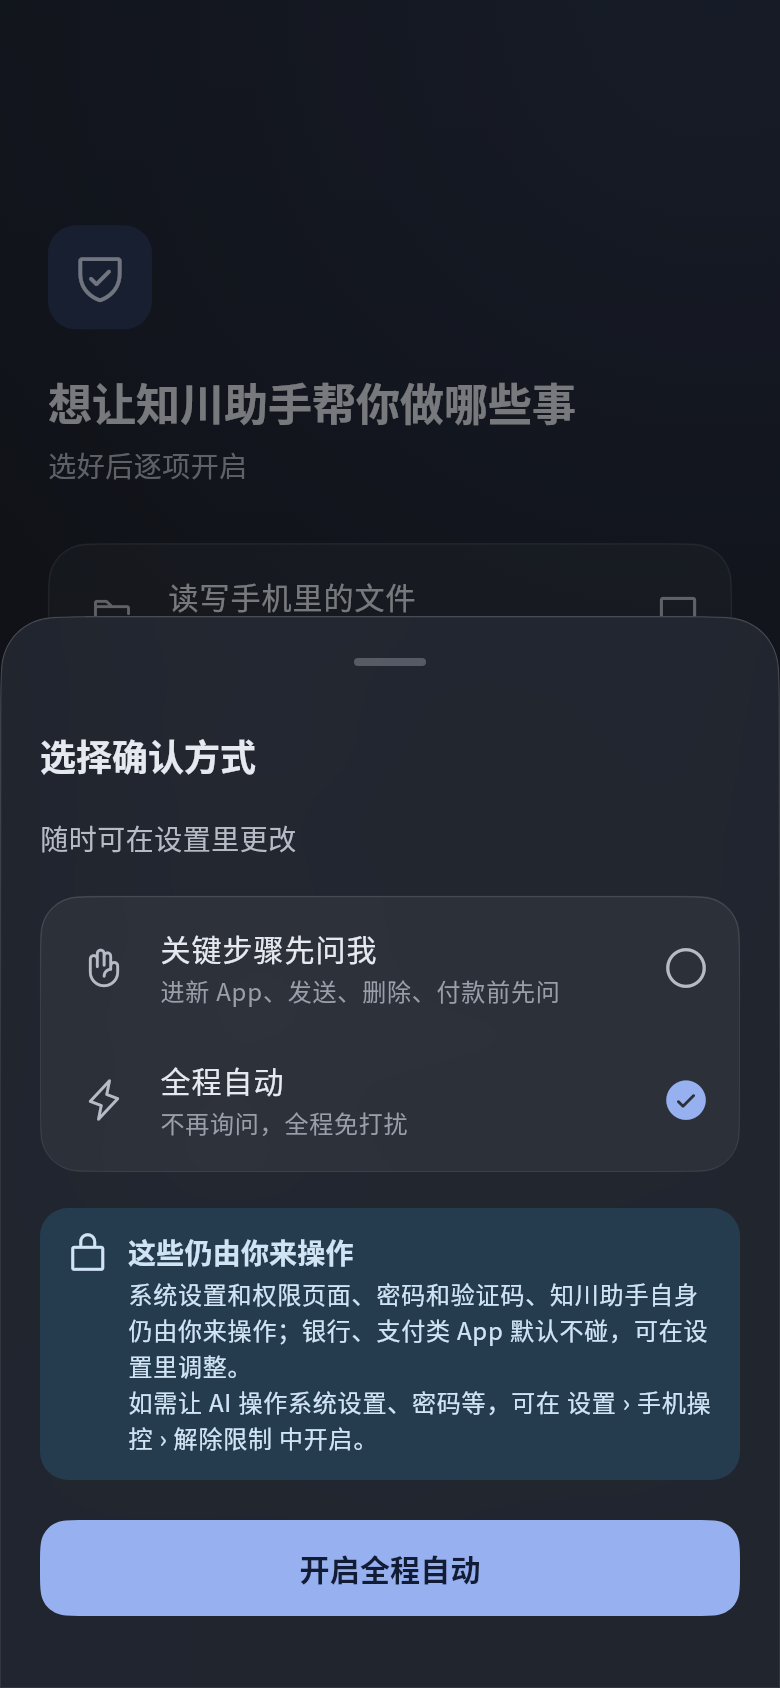 想让知川助手帮你做哪些事
选好后逐项开启
读写手机里的文件
选择确认方式
随时可在设置里更改
关键步骤先问我
进新 App、发送、删除、付款前先问
全程自动
不再询问，全程免打扰
这些仍由你来操作
系统设置和权限页面、密码和验证码、知川助手自身
仍由你来操作；银行、支付类 App 默认不碰，可在设
置里调整。
如需让 AI 操作系统设置、密码等，可在 设置 › 手机操
控 › 解除限制 中开启。
开启全程自动